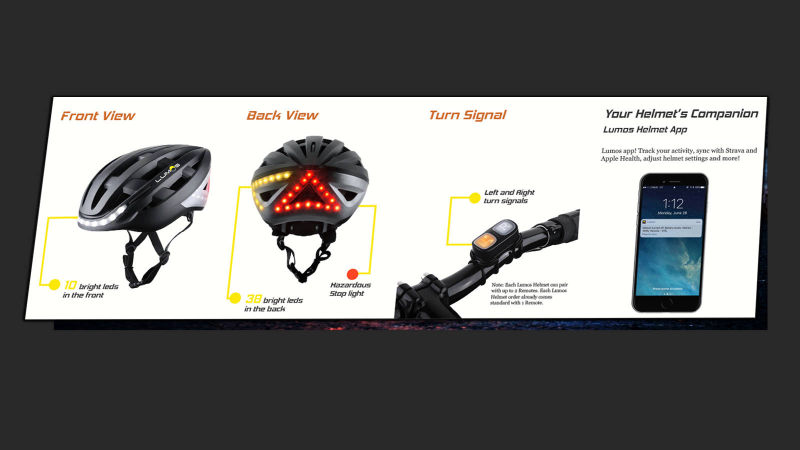 Front View
LUMOS
10 bright leds
in the front
Back View
38 bright leds
in the back
Hazardous
Stop light
Turn Signal
Left and Right
turn signals
Note: Each Lumos Helmet can pair
with up to 2 Remotes. Each Lumos
Helmet order already comes
standard with 1 Remote.
Your Helmet's Companion
Lumos Helmet App
Lumos app! Track your activity, sync with Strava and
Apple Health, adjust helmet settings and more!
1:12
Monday, June 26